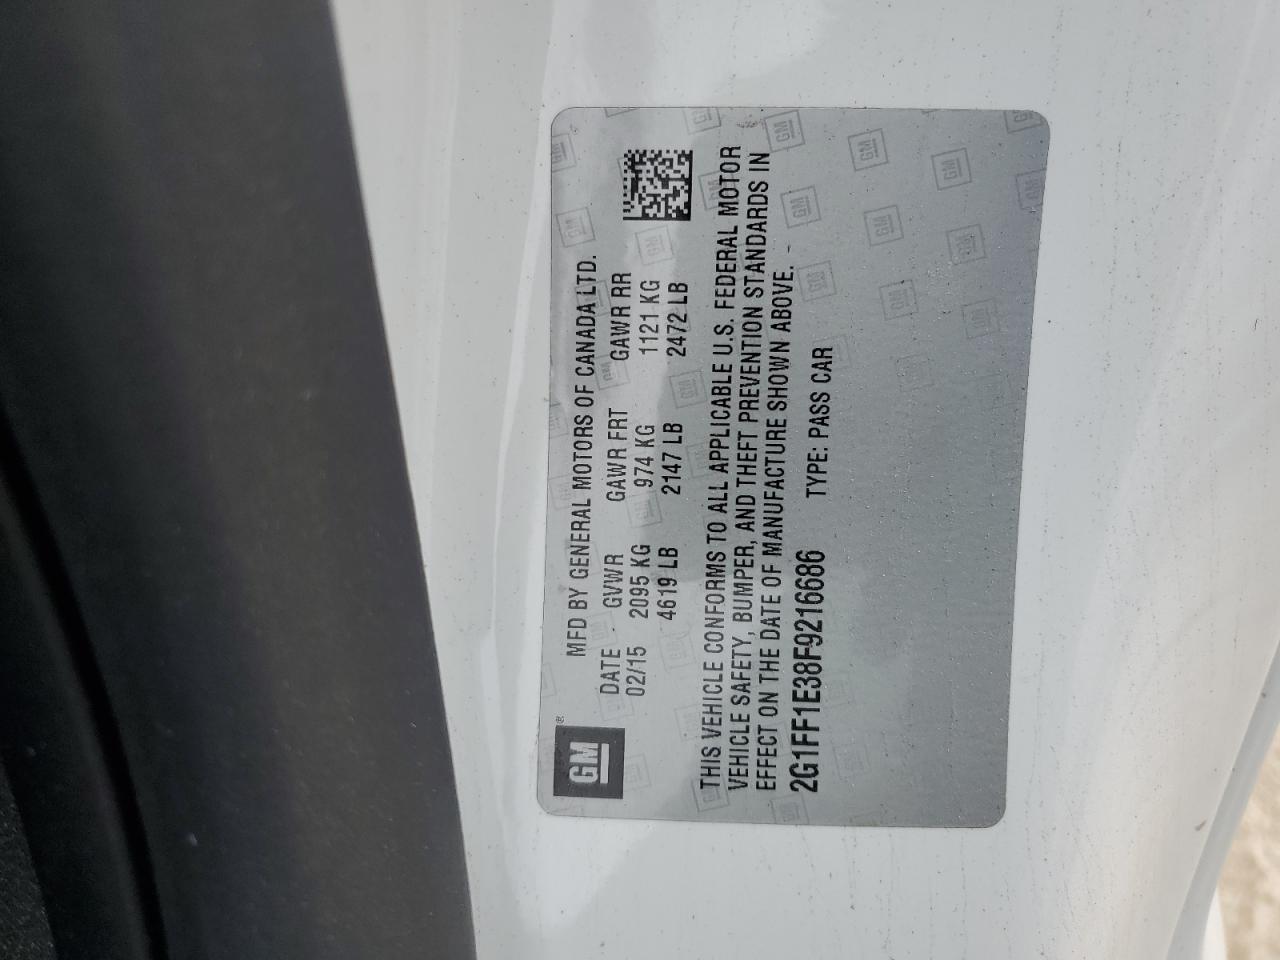 GM ®
MFD BY GENERAL MOTORS OF CANADA LTD.
DATE GVWR GAWR FRT GAWR RR
02/15 2095 KG 974 KG 1121 KG
4619 LB 2147 LB 2472 LB
THIS VEHICLE CONFORMS TO ALL APPLICABLE U.S. FEDERAL MOTOR
VEHICLE SAFETY, BUMPER, AND THEFT PREVENTION STANDARDS IN
EFFECT ON THE DATE OF MANUFACTURE SHOWN ABOVE.
2G1FF1E38F9216686 TYPE: PASS CAR